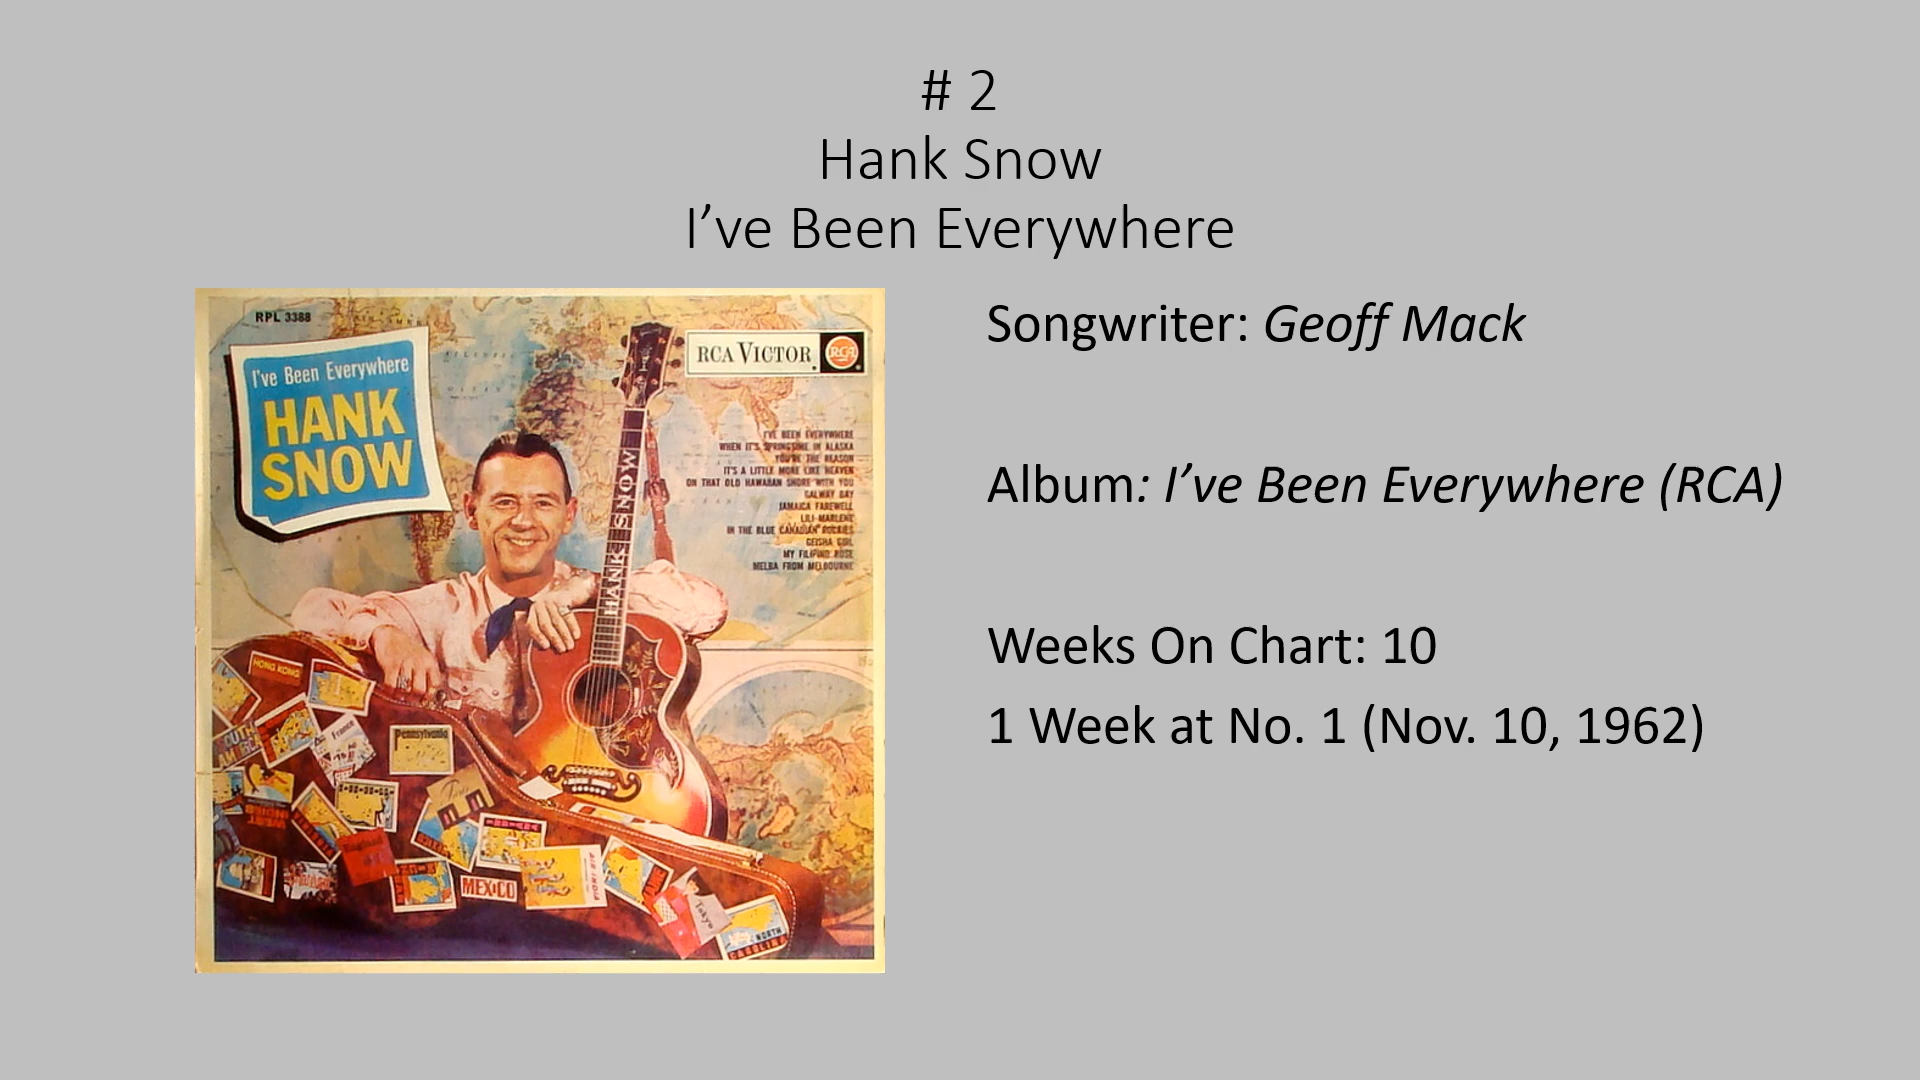 # 2
Hank Snow
I’ve Been Everywhere
RPL 3388
I've Been Everywhere
HANK
SNOW
RCA VICTOR
RCA
HANK SNOW
I'VE BEEN EVERYWHERE
WHEN IT'S SPRINGTIME IN ALASKA
YOU'RE THE REASON
IT'S A LITTLE MORE LIKE HEAVEN
ON THAT OLD HAWAIIAN SHORE WITH YOU
GALWAY BAY
JAMAICA FAREWELL
LILI MARLENE
IN THE BLUE CANADIAN ROCKIES
GEISHA GIRL
MY FILIPINO ROSE
MELBA FROM MELBOURNE
HONG KONG
France
Pennsylvania
MEXICO
Tokyo
NORTH
CAROLINA
Songwriter: Geoff Mack
Album: I’ve Been Everywhere (RCA)
Weeks On Chart: 10
1 Week at No. 1 (Nov. 10, 1962)